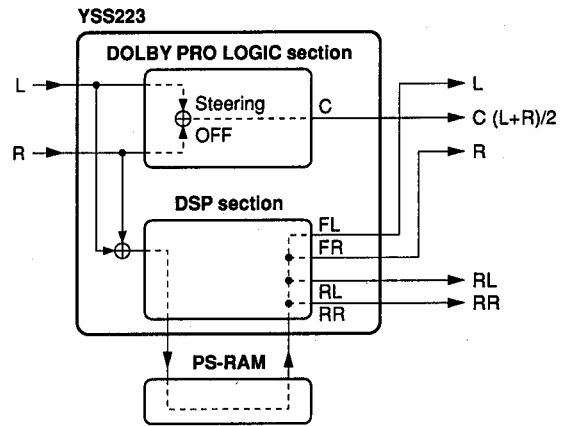 YSS223
DOLBY PRO LOGIC section
L
Steering
OFF
C
L
C (L+R)/2
R
R
DSP section
FL
FR
RL
RR
RL
RR
PS-RAM